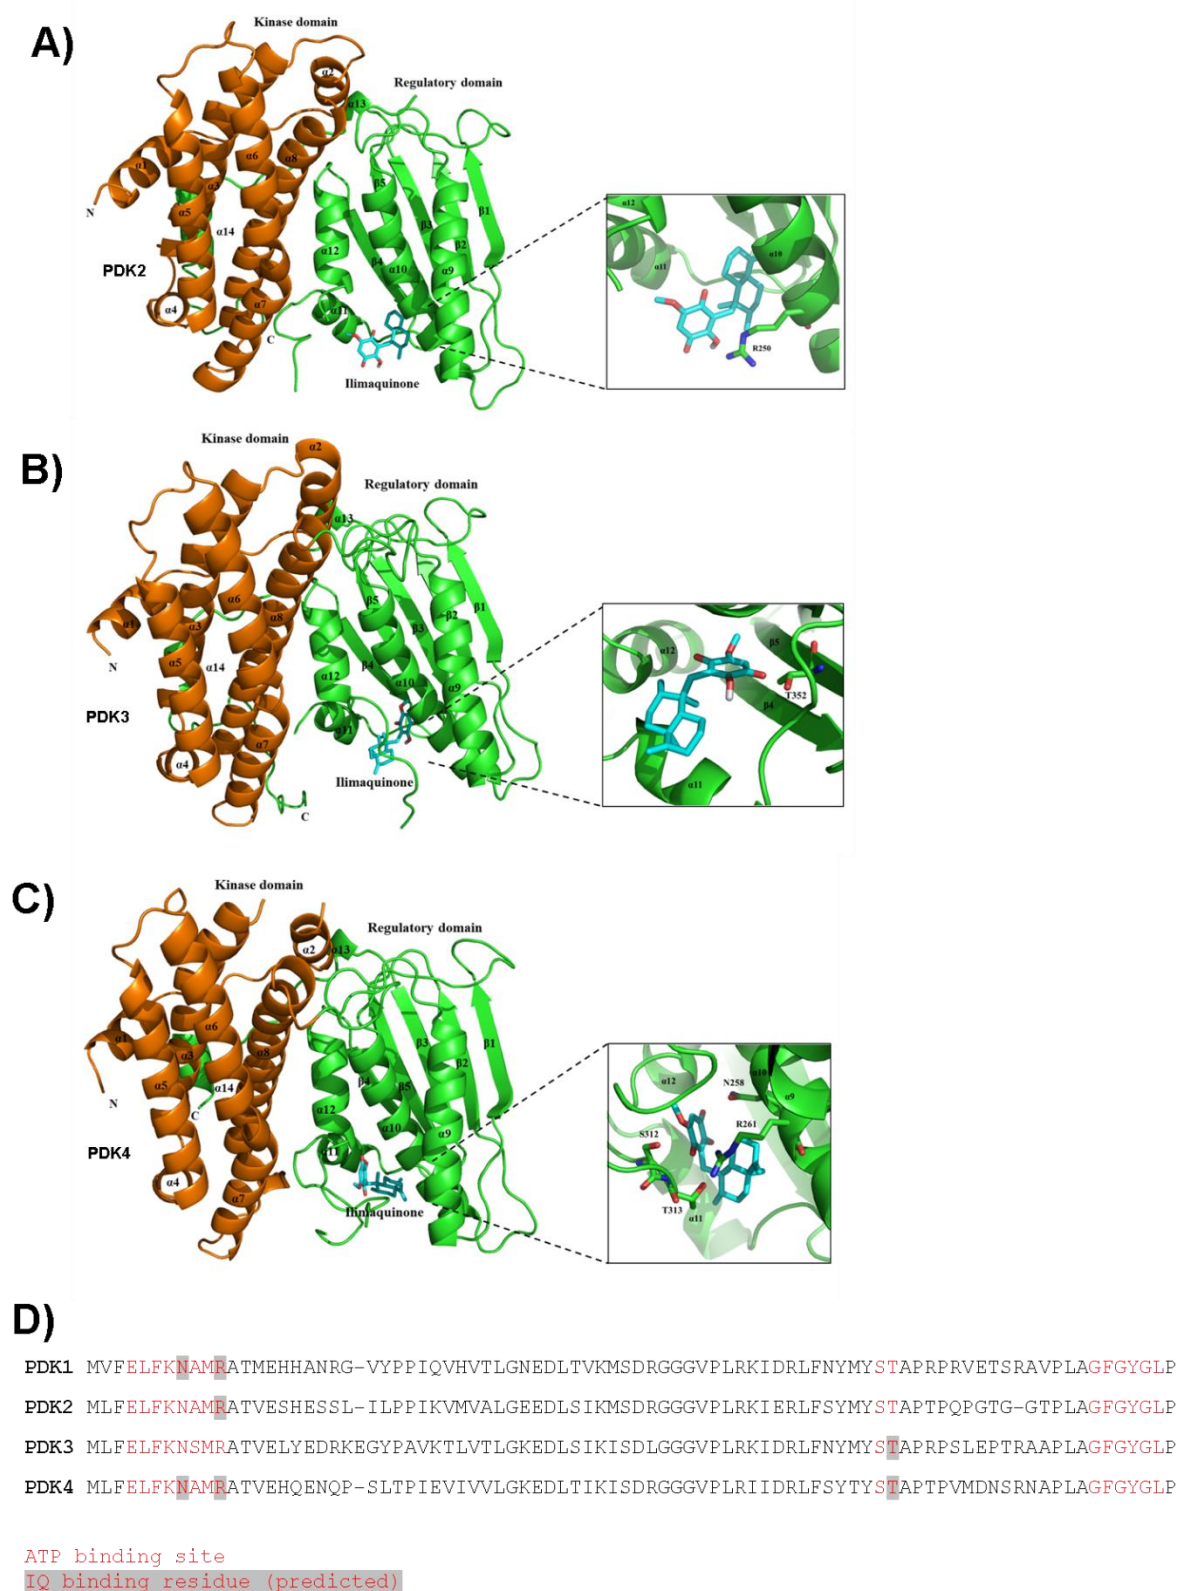 A)
Kinase domain
α2
Regulatory domain
α13
α1
α3
α6
α8
N
α5
β5
β1
β3
α14
β2
α12
β4
α10
α9
PDK2
α4
α7
α11
C
Ilimaquinone
α12
α10
α11
R250
B)
Kinase domain
α2
Regulatory domain
α13
α6
α1
α3
α8
β5
β1
β2
β3
N
α5
α14
β4
α12
α10
α9
PDK3
α11
α7
α4
Ilimaquinone
C
α12
β5
T352
β4
α11
C)
Kinase domain
Regulatory domain
α2
α13
α6
α1
α3
α8
β3
β1
β2
α5
α14
β4
β5
N
C
α12
α10
α9
PDK4
α11
α4
α7
Ilimaquinone
α12
α10
N258
α9
R261
S312
T313
α11
D)
PDK1 MVFELFKNAMRATMEHHANRG-VYPPIQVHVTLGNEDLTVKMSDRGGGVPLRKIDRLFNYMYSTAPRPRVETSRAVPLAGFGYGLP
PDK2 MLFELFKNAMRATVESHESSL-ILPPIKVMVALGEEDLSIKMSDRGGGVPLRKIERLFSYMYSTAPTPQPGTG-GTPLAGFGYGLP
PDK3 MLFELFKNSMRATVELYEDRKEGYPAVKTLVTLGKEDLSIKISDLGGGVPLRKIDRLFNYMYSTAPRPSLEPTRAAPLAGFGYGLP
PDK4 MLFELFKNAMRATVEHQENQP-SLTPIEVIVVLGKEDLTIKISDRGGGVPLRIIDRLFSYTYSTAPTPVMDNSRNAPLAGFGYGLP
ATP binding site
IQ binding residue (predicted)